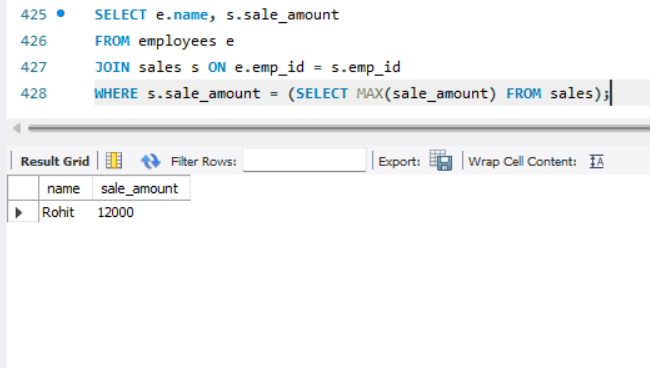 425 SELECT e.name, s.sale_amount
426 FROM employees e
427 JOIN sales s ON e.emp_id = s.emp_id
428 WHERE s.sale_amount = (SELECT MAX(sale_amount) FROM sales);
Result Grid Filter Rows: Export: Wrap Cell Content: IA
name sale_amount
Rohit 12000